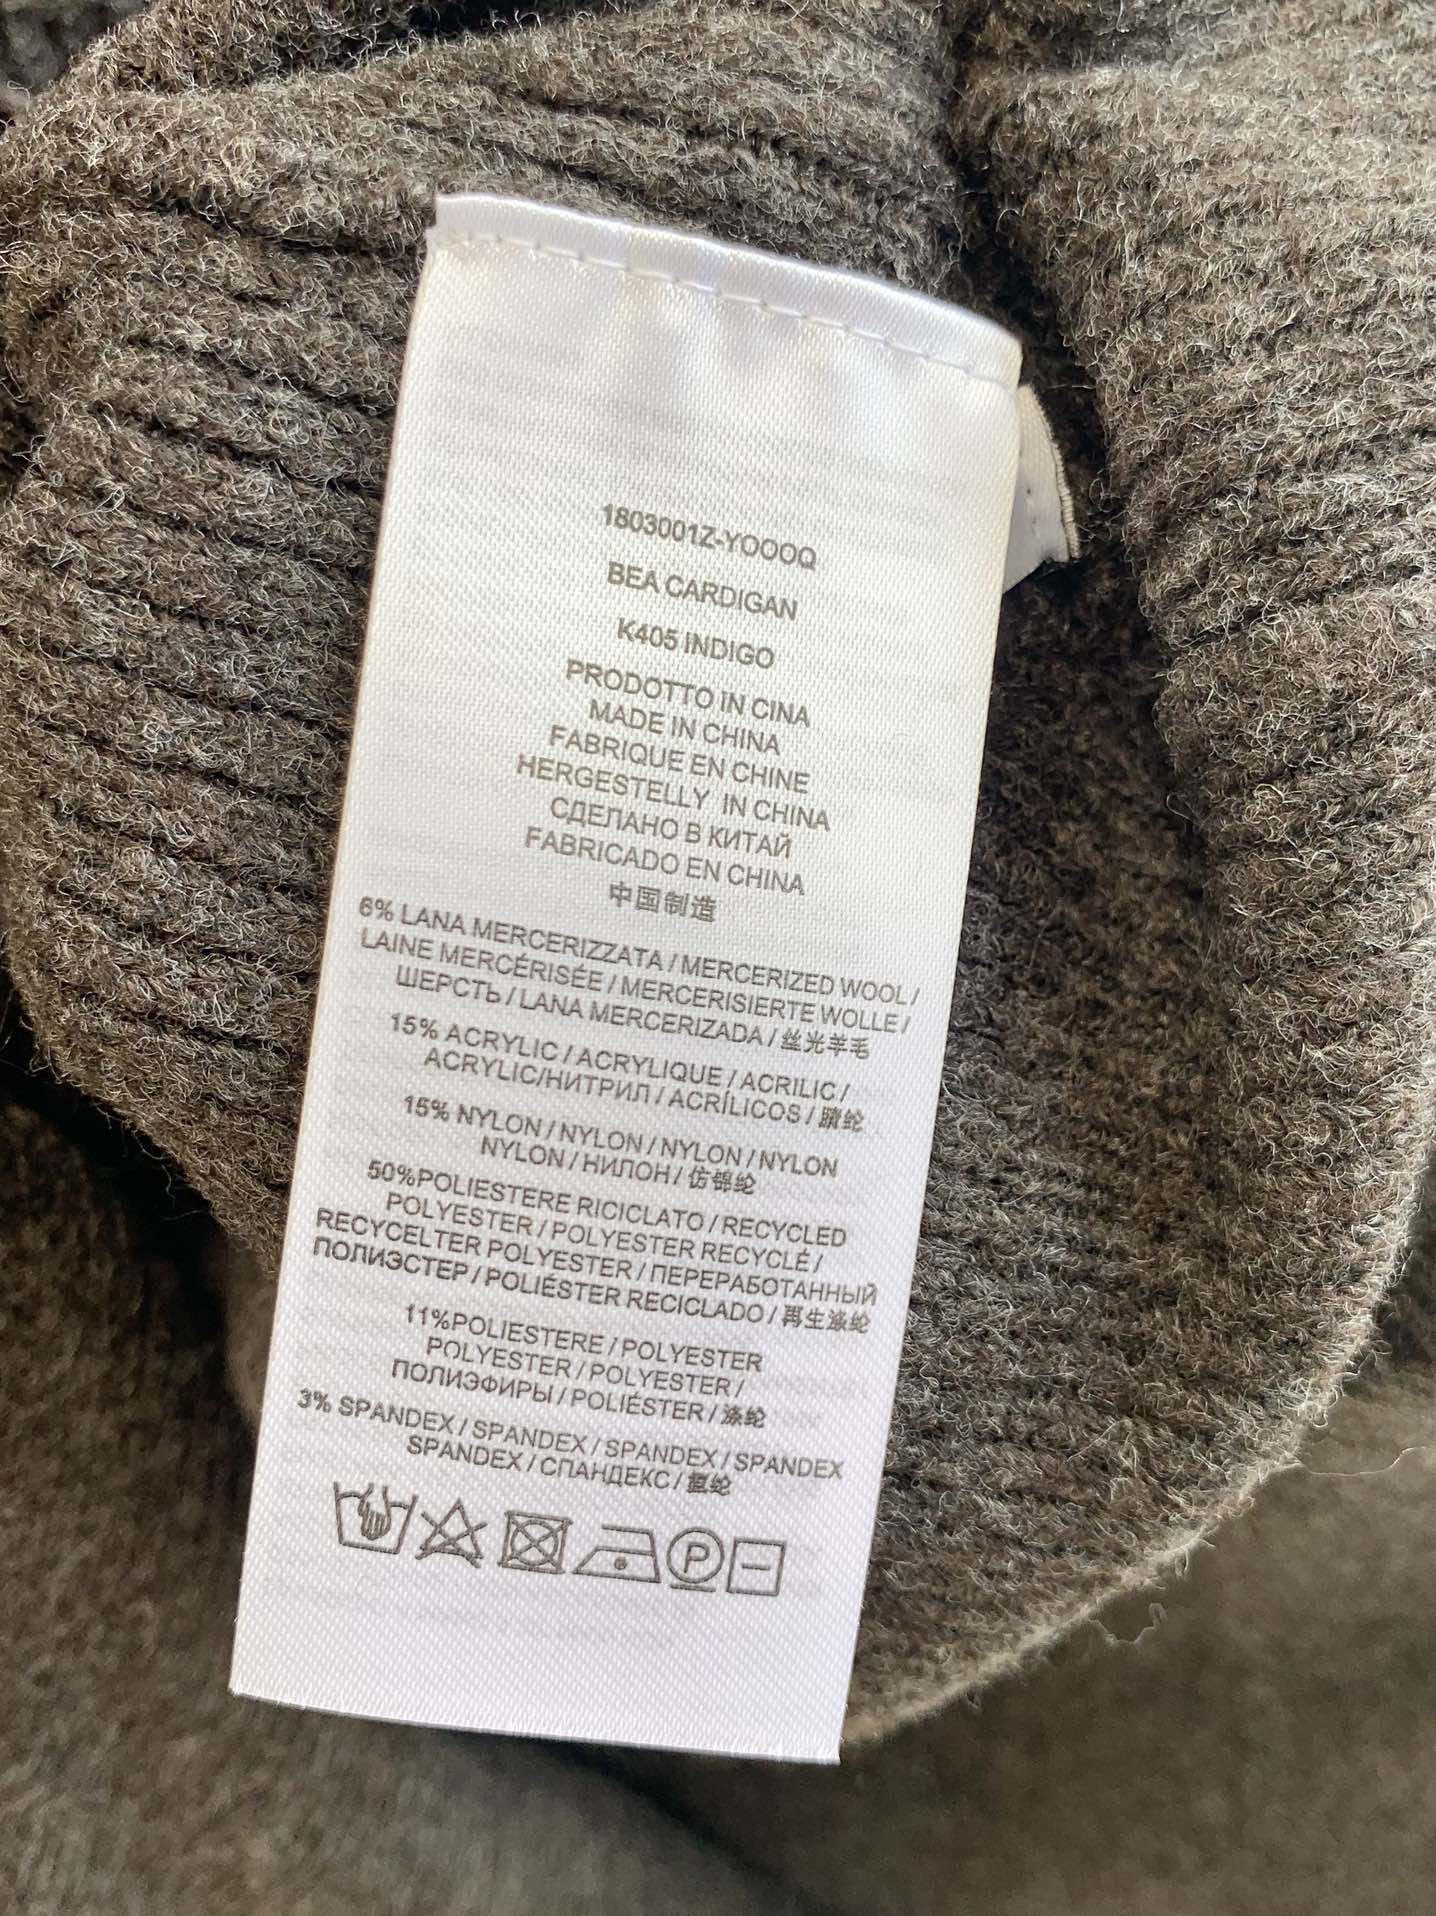 1803001Z-YOOOQ
BEA CARDIGAN
K405 INDIGO
PRODOTTO IN CINA
MADE IN CHINA
FABRIQUE EN CHINE
HERGESTELLY IN CHINA
СДЕЛАНО В КИТАЙ
FABRICADO EN CHINA
中国制造
6% LANA MERCERIZZATA / MERCERIZED WOOL /
LAINE MERCÉRISÉE / MERCERISIERTE WOLLE /
ШЕРСТЬ / LANA MERCERIZADA / 丝光羊毛
15% ACRYLIC / ACRYLIQUE / ACRILIC /
ACRYLIC/НИТРИЛ / ACRÍLICOS / 腈纶
15% NYLON / NYLON / NYLON / NYLON
NYLON / НИЛОН / 仿锦纶
50%POLIESTERE RICICLATO / RECYCLED
POLYESTER / POLYESTER RECYCLÉ /
RECYCELTER POLYESTER / ПЕРЕРАБОТАННЫЙ
ПОЛИЭСТЕР / POLIÉSTER RECICLADO / 再生涤纶
11%POLIESTERE / POLYESTER
POLYESTER / POLYESTER /
ПОЛИЭФИРЫ / POLIÉSTER / 涤纶
3% SPANDEX / SPANDEX / SPANDEX / SPANDEX
SPANDEX / СПАНДЕКС / 氨纶
P